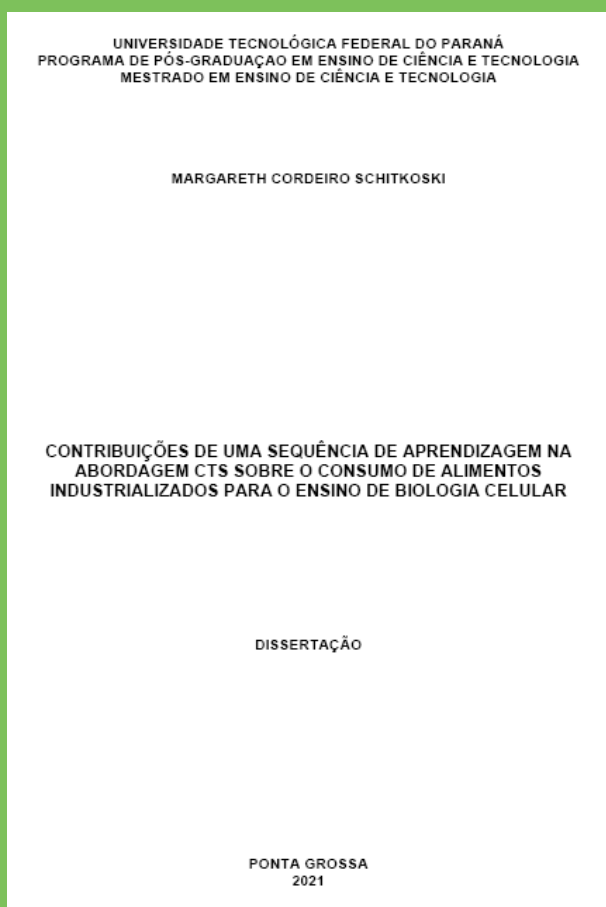 UNIVERSIDADE TECNOLÓGICA FEDERAL DO PARANÁ
PROGRAMA DE PÓS-GRADUAÇAO EM ENSINO DE CIÊNCIA E TECNOLOGIA
MESTRADO EM ENSINO DE CIÊNCIA E TECNOLOGIA
MARGARETH CORDEIRO SCHITKOSKI
CONTRIBUIÇÕES DE UMA SEQUÊNCIA DE APRENDIZAGEM NA
ABORDAGEM CTS SOBRE O CONSUMO DE ALIMENTOS
INDUSTRIALIZADOS PARA O ENSINO DE BIOLOGIA CELULAR
DISSERTAÇÃO
PONTA GROSSA
2021